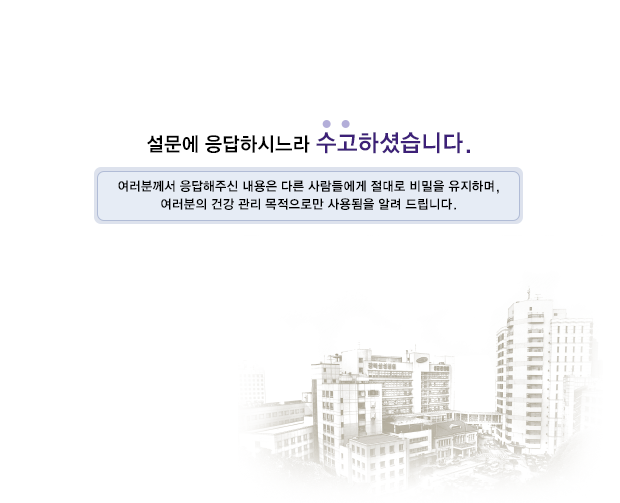 설문에 응답하시느라 수고하셨습니다.
여러분께서 응답해주신 내용은 다른 사람들에게 절대로 비밀을 유지하며,
여러분의 건강 관리 목적으로만 사용됨을 알려 드립니다.